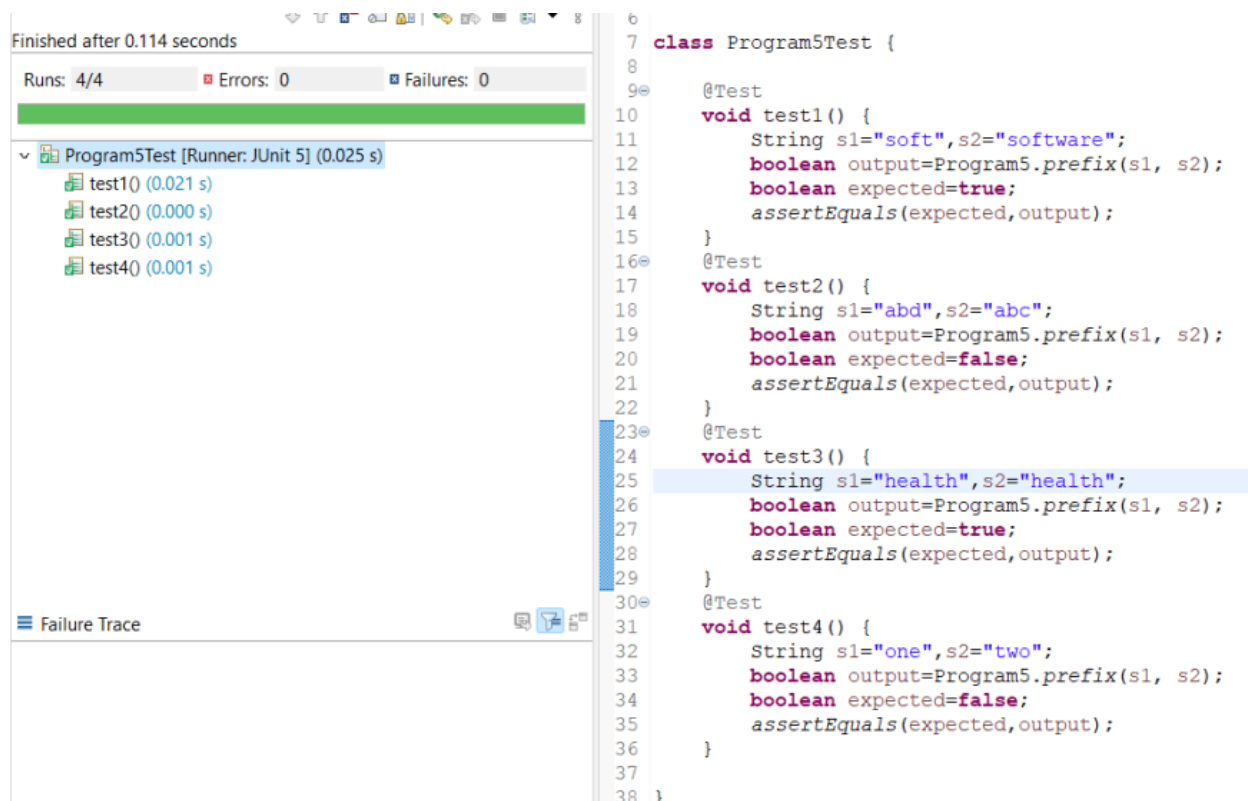 Finished after 0.114 seconds
Runs: 4/4 Errors: 0 Failures: 0
Program5Test [Runner: JUnit 5] (0.025 s)
test1() (0.021 s)
test2() (0.000 s)
test3() (0.001 s)
test4() (0.001 s)
Failure Trace
6
7 class Program5Test {
8
9 @Test
10 void test1() {
11 String s1="soft",s2="software";
12 boolean output=Program5.prefix(s1, s2);
13 boolean expected=true;
14 assertEquals(expected,output);
15 }
16 @Test
17 void test2() {
18 String s1="abd",s2="abc";
19 boolean output=Program5.prefix(s1, s2);
20 boolean expected=false;
21 assertEquals(expected,output);
22 }
23 @Test
24 void test3() {
25 String s1="health",s2="health";
26 boolean output=Program5.prefix(s1, s2);
27 boolean expected=true;
28 assertEquals(expected,output);
29 }
30 @Test
31 void test4() {
32 String s1="one",s2="two";
33 boolean output=Program5.prefix(s1, s2);
34 boolean expected=false;
35 assertEquals(expected,output);
36 }
37
38 }